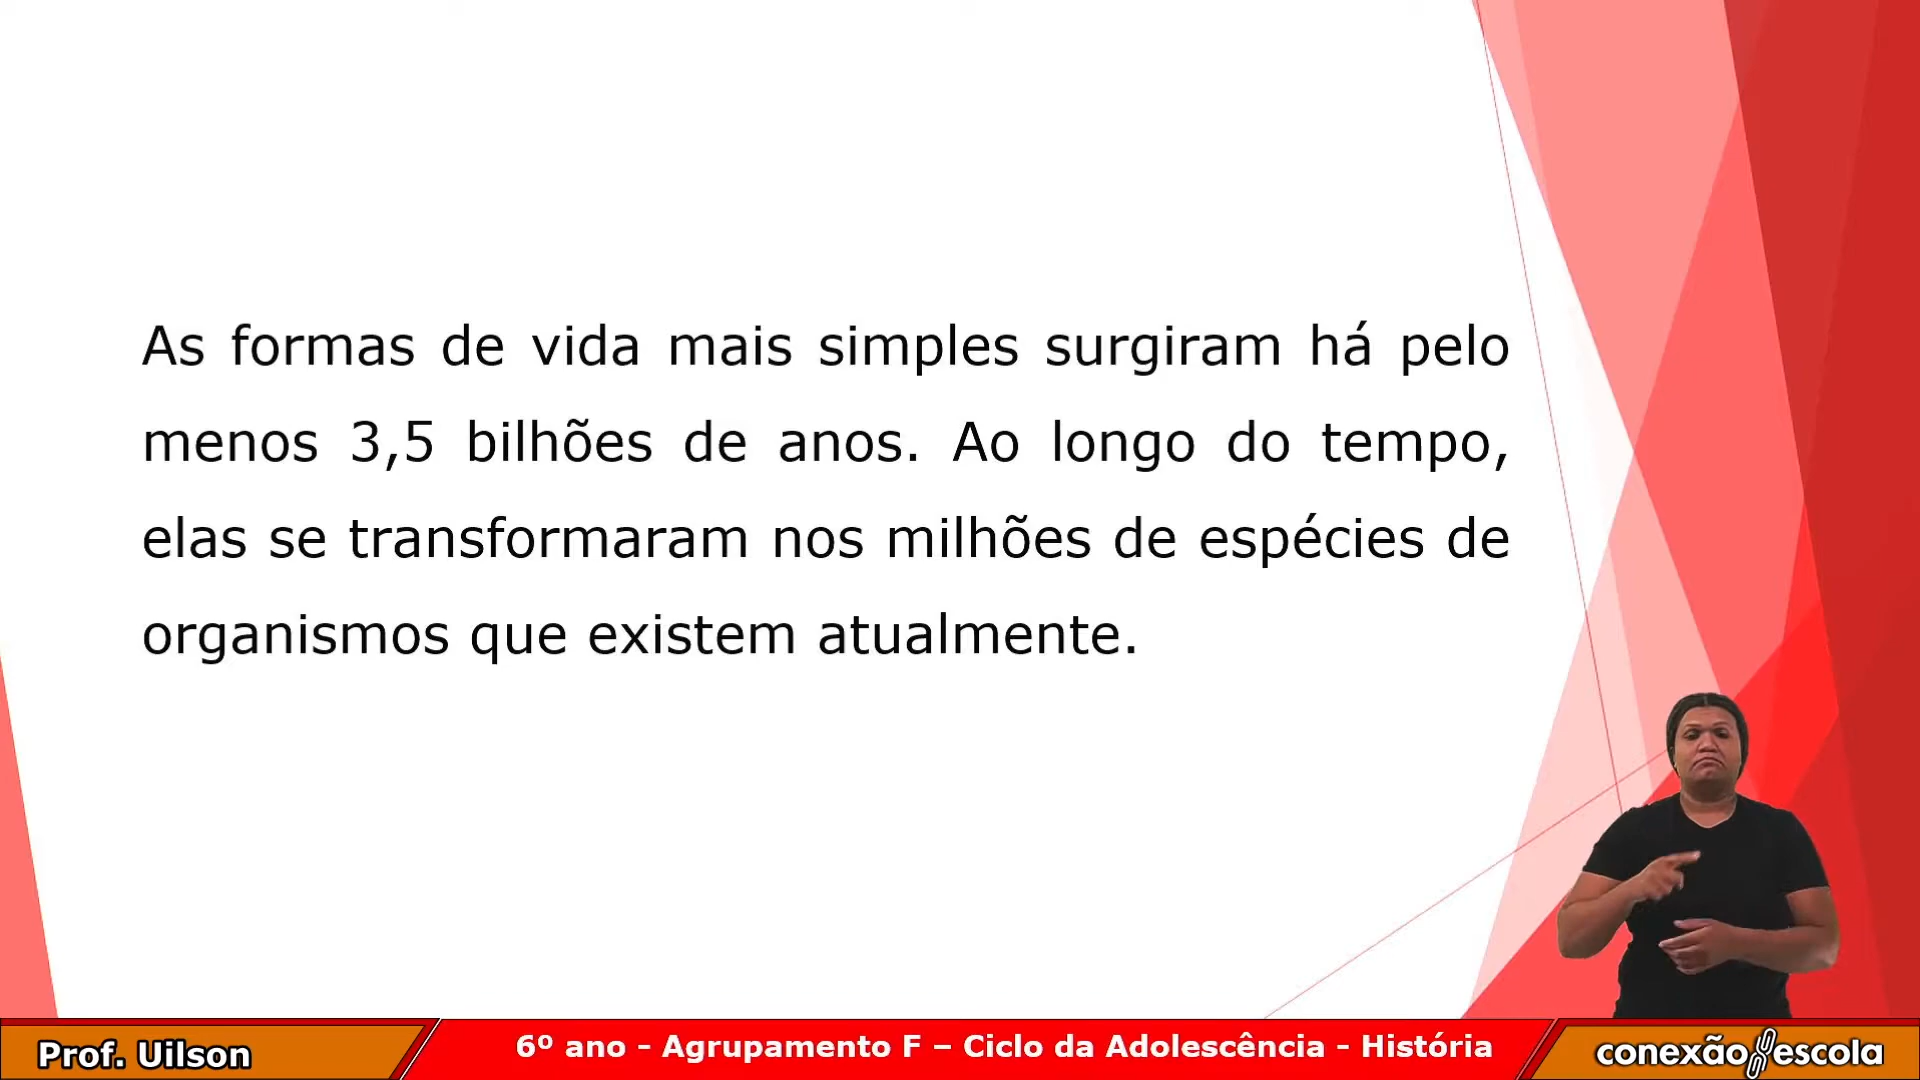 As formas de vida mais simples surgiram há pelo
menos 3,5 bilhões de anos. Ao longo do tempo,
elas se transformaram nos milhões de espécies de
organismos que existem atualmente.
Prof. Uilson
6º ano - Agrupamento F – Ciclo da Adolescência - História
conexão escola